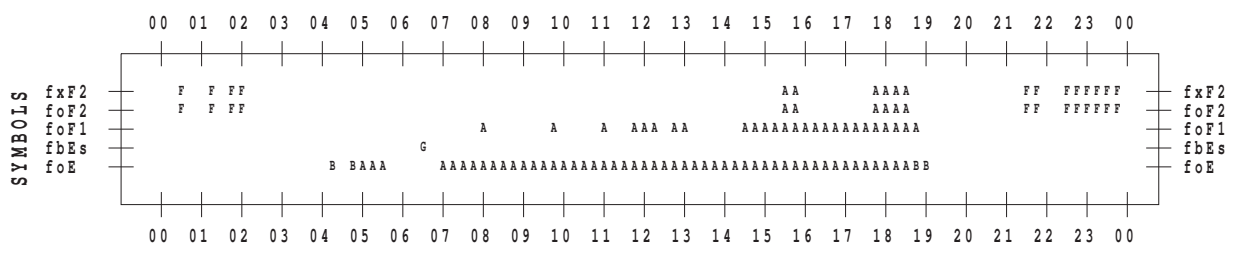 00 01 02 03 04 05 06 07 08 09 10 11 12 13 14 15 16 17 18 19 20 21 22 23 00
SYMBOLS
fxF2 F F FF AA AAAA FF FFFFFF fxF2
foF2 F F FF AA AAAA FF FFFFFF foF2
foF1 A A A AAA AA AAAAAAAAAAAAAAAAAA foF1
fbEs G fbEs
foE B BAAA AAAAAAAAAAAAAAAAAAAAAAAAAAAAAAAAAAAAAAAAAAAAAAABB foE
00 01 02 03 04 05 06 07 08 09 10 11 12 13 14 15 16 17 18 19 20 21 22 23 00